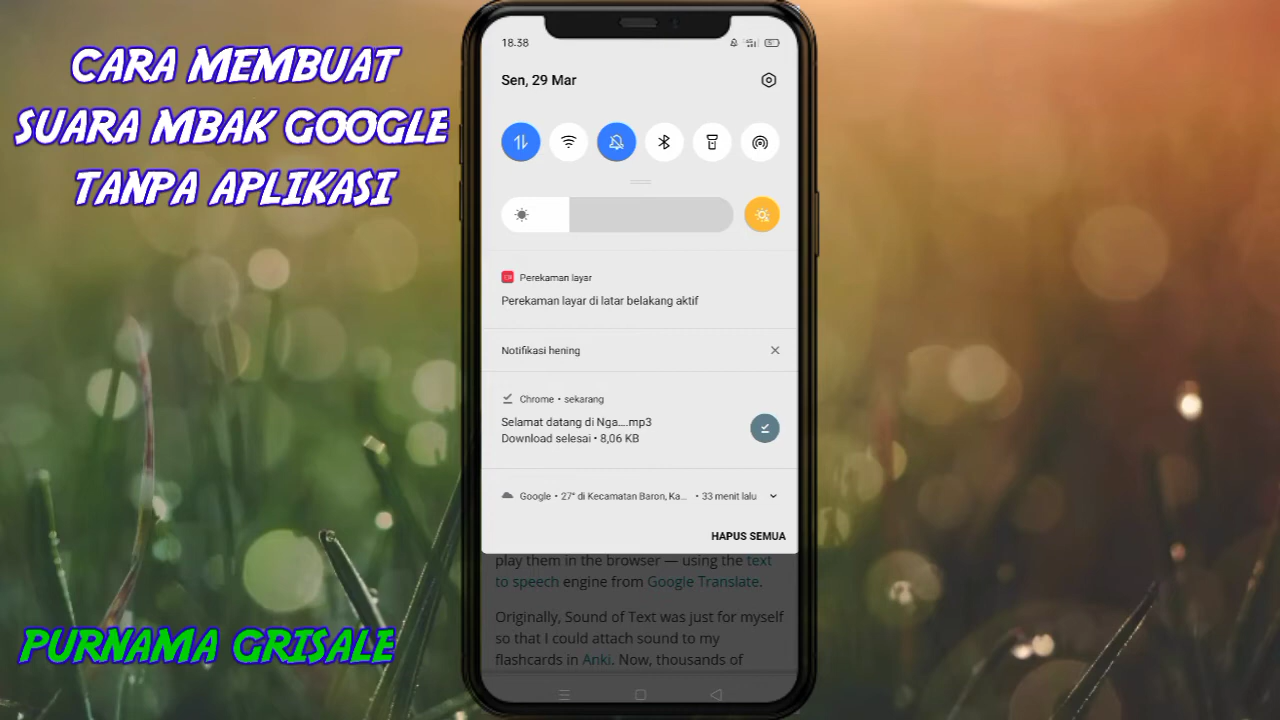 CARA MEMBUAT
SUARA MBAK GOOGLE
TANPA APLIKASI
PURNAMA GRISALE
18.38
Sen, 29 Mar
Perekaman layar
Perekaman layar di latar belakang aktif
Notifikasi hening
Chrome • sekarang
Selamat datang di Nga....mp3
Download selesai • 8,06 KB
Google • 27° di Kecamatan Baron, Ka... • 33 menit lalu
HAPUS SEMUA
play them in the browser — using the text
to speech engine from Google Translate.
Originally, Sound of Text was just for myself
so that I could attach sound to my
flashcards in Anki. Now, thousands of